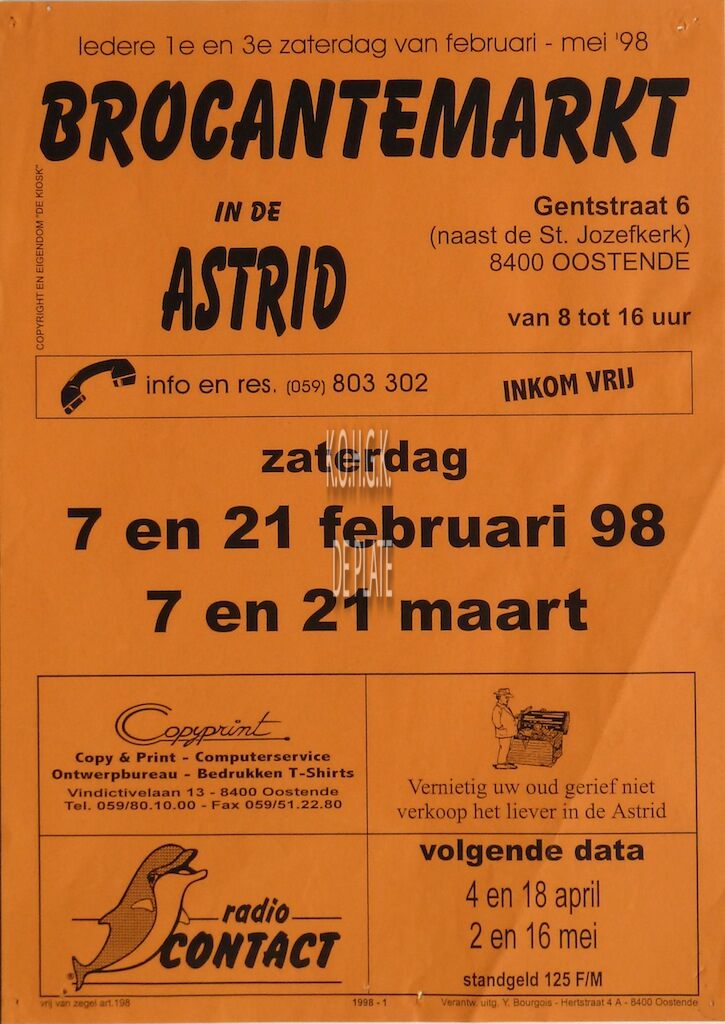 Iedere 1e en 3e zaterdag van februari - mei '98
BROCANTEMARKT
COPYRIGHT EN EIGENDOM "DE KIOSK"
IN DE
ASTRID
Gentstraat 6
(naast de St. Jozefkerk)
8400 OOSTENDE
van 8 tot 16 uur
info en res. (059) 803 302
INKOM VRIJ
zaterdag
7 en 21 februari 98
7 en 21 maart
K.O.H.G.K.
DE PLATE
Copyprint
Copy & Print - Computerservice
Ontwerpbureau - Bedrukken T-Shirts
Vindictivelaan 13 - 8400 Oostende
Tel. 059/80.10.00 - Fax 059/51.22.80
Vernietig uw oud gerief niet
verkoop het liever in de Astrid
radio
CONTACT
®
volgende data
4 en 18 april
2 en 16 mei
standgeld 125 F/M
vrij van zegel art.198
1998 - 1
Verantw. uitg. Y. Bourgois - Hertstraat 4 A - 8400 Oostende